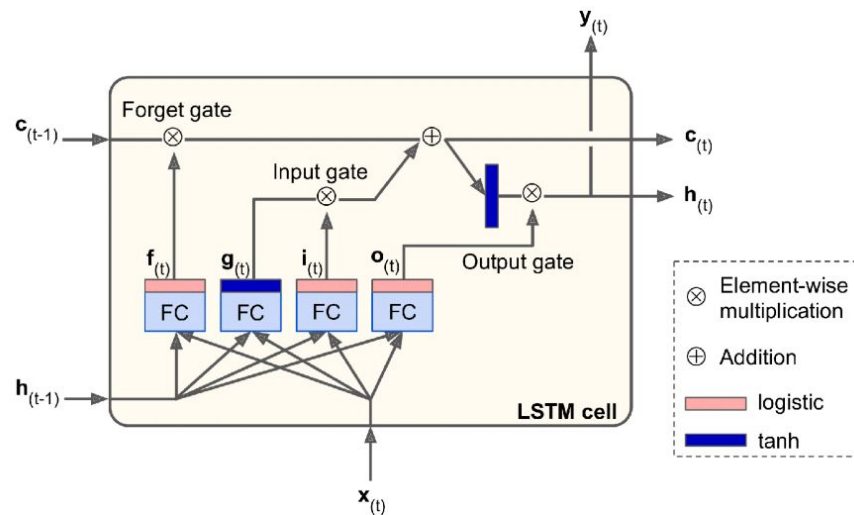 y(t)
Forget gate
c(t-1)
c(t)
Input gate
h(t)
f(t)
g(t)
i(t)
o(t)
Output gate
FC
FC
FC
FC
h(t-1)
LSTM cell
x(t)
Element-wise
multiplication
Addition
logistic
tanh